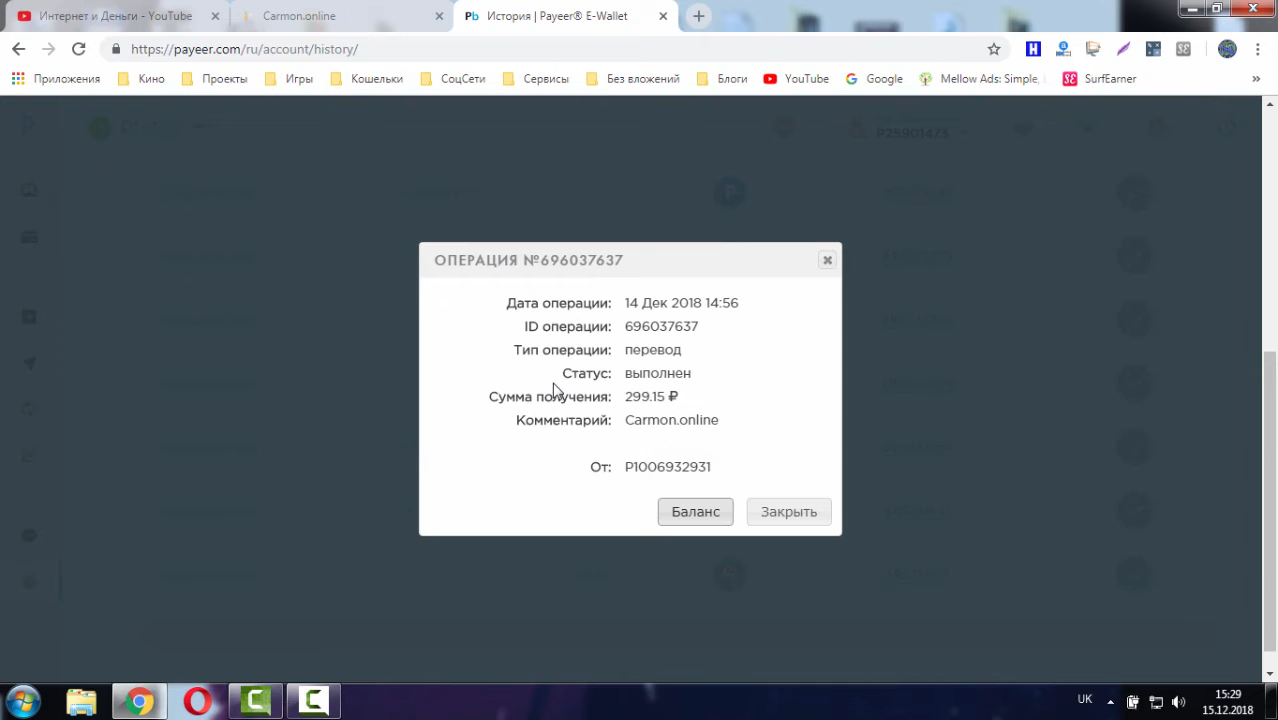 Интернет и Деньги - YouTube
Carmon.online
Pb История | Payeer® E-Wallet
https://payeer.com/ru/account/history/
Приложения
Кино
Проекты
Игры
Кошельки
СоцСети
Сервисы
Без вложений
Блоги
YouTube
Google
Mellow Ads: Simple,
SurfEarner
P25901473
ОПЕРАЦИЯ №696037637
Дата операции: 14 Дек 2018 14:56
ID операции: 696037637
Тип операции: перевод
Статус: выполнен
Сумма получения: 299.15 ₽
Комментарий: Carmon.online
От: P1006932931
Баланс
Закрыть
UK
15:29
15.12.2018